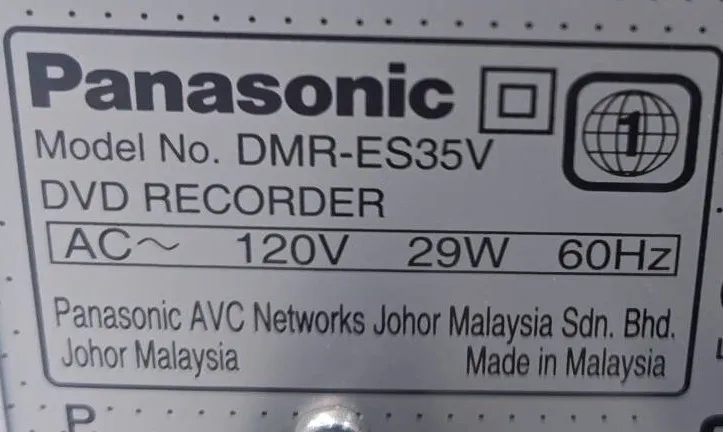 Panasonic
1
Model No. DMR-ES35V
DVD RECORDER
AC~ 120V 29W 60Hz
Panasonic AVC Networks Johor Malaysia Sdn. Bhd.
Johor Malaysia Made in Malaysia
P